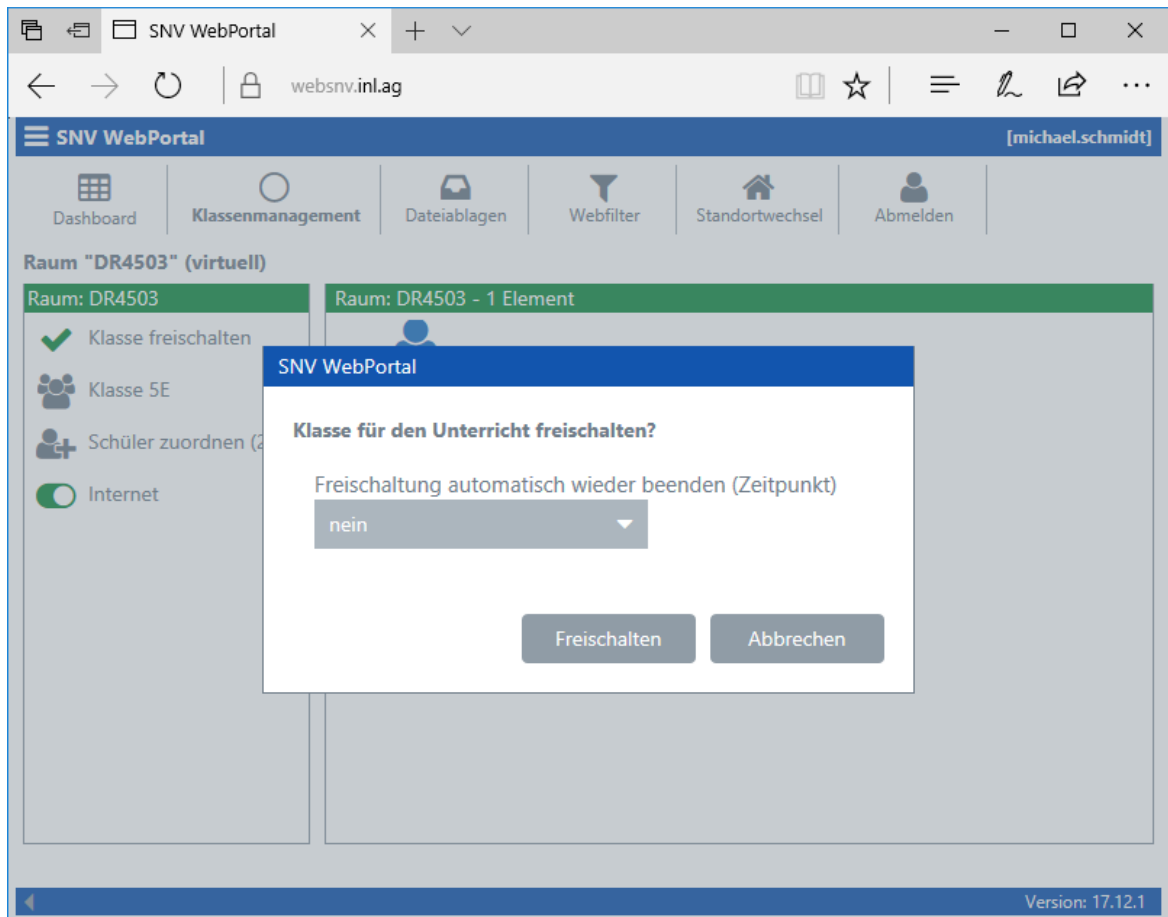 SNV WebPortal
websnv.inl.ag
SNV WebPortal [michael.schmidt]
Dashboard Klassenmanagement Dateiablagen Webfilter Standortwechsel Abmelden
Raum "DR4503" (virtuell)
Raum: DR4503
Klasse freischalten
Klasse 5E
Schüler zuordnen (2
Internet
Raum: DR4503 - 1 Element
SNV WebPortal
Klasse für den Unterricht freischalten?
Freischaltung automatisch wieder beenden (Zeitpunkt)
nein
Freischalten Abbrechen
Version: 17.12.1